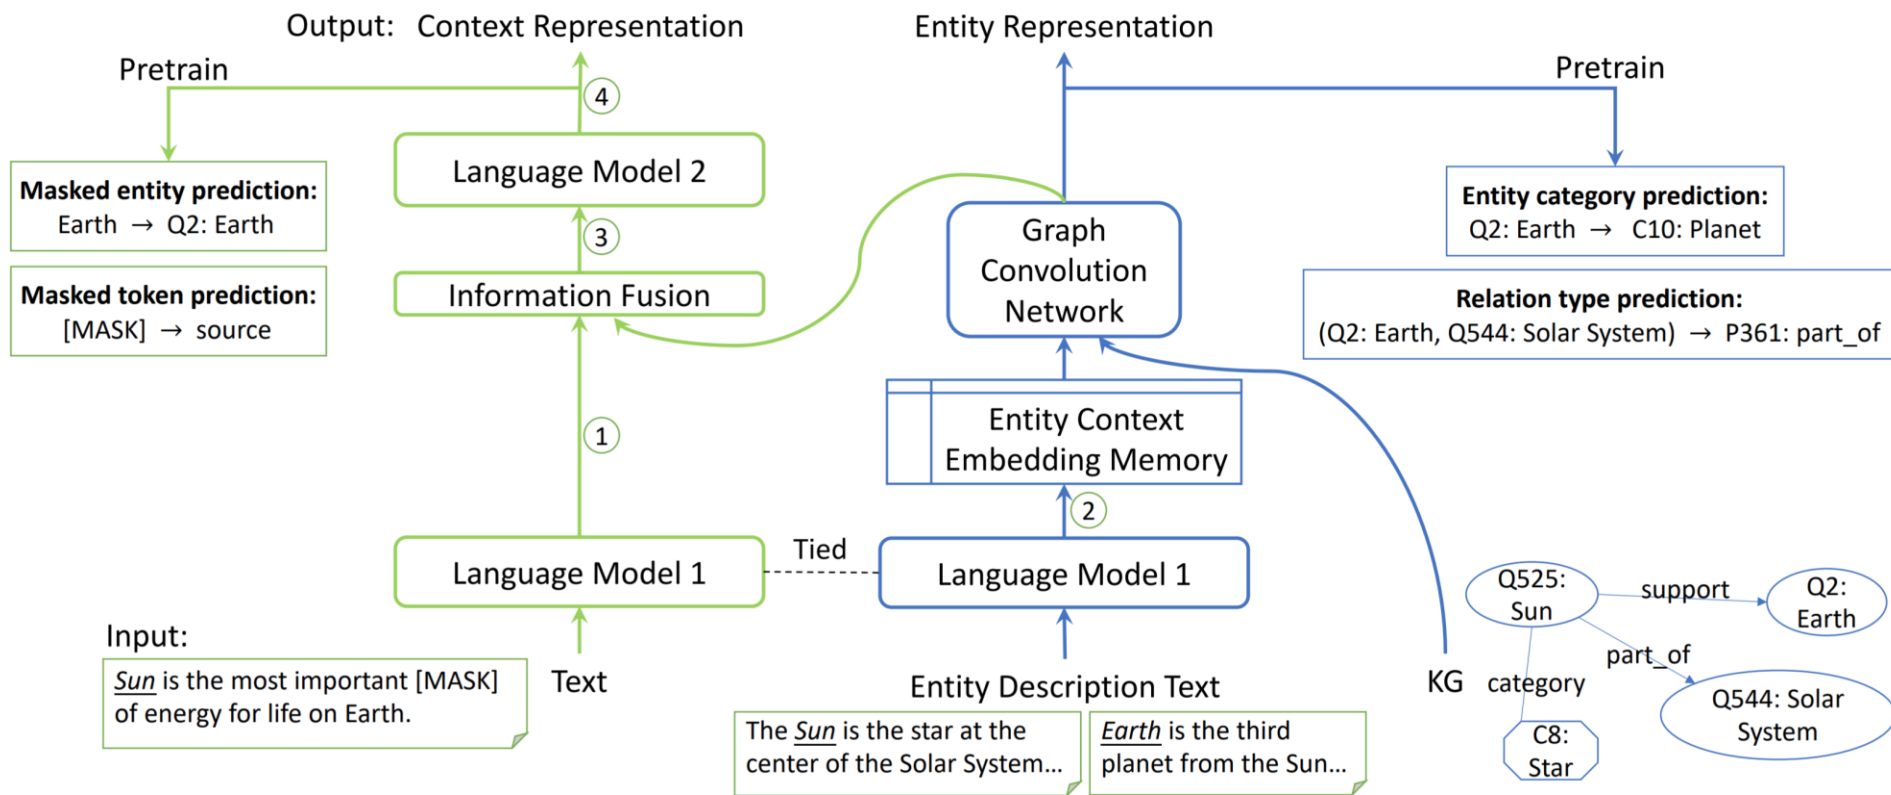 Output: Context Representation
Entity Representation
Pretrain
Pretrain
4
Language Model 2
Masked entity prediction:
Earth → Q2: Earth
3
Masked token prediction:
[MASK] → source
Information Fusion
Graph
Convolution
Network
Entity category prediction:
Q2: Earth → C10: Planet
Relation type prediction:
(Q2: Earth, Q544: Solar System) → P361: part_of
1
Entity Context
Embedding Memory
2
Language Model 1
Tied
Language Model 1
Input:
Sun is the most important [MASK]
of energy for life on Earth.
Text
Entity Description Text
The Sun is the star at the
center of the Solar System...
Earth is the third
planet from the Sun...
KG
Q525:
Sun
support
Q2:
Earth
part_of
category
Q544: Solar
System
C8:
Star